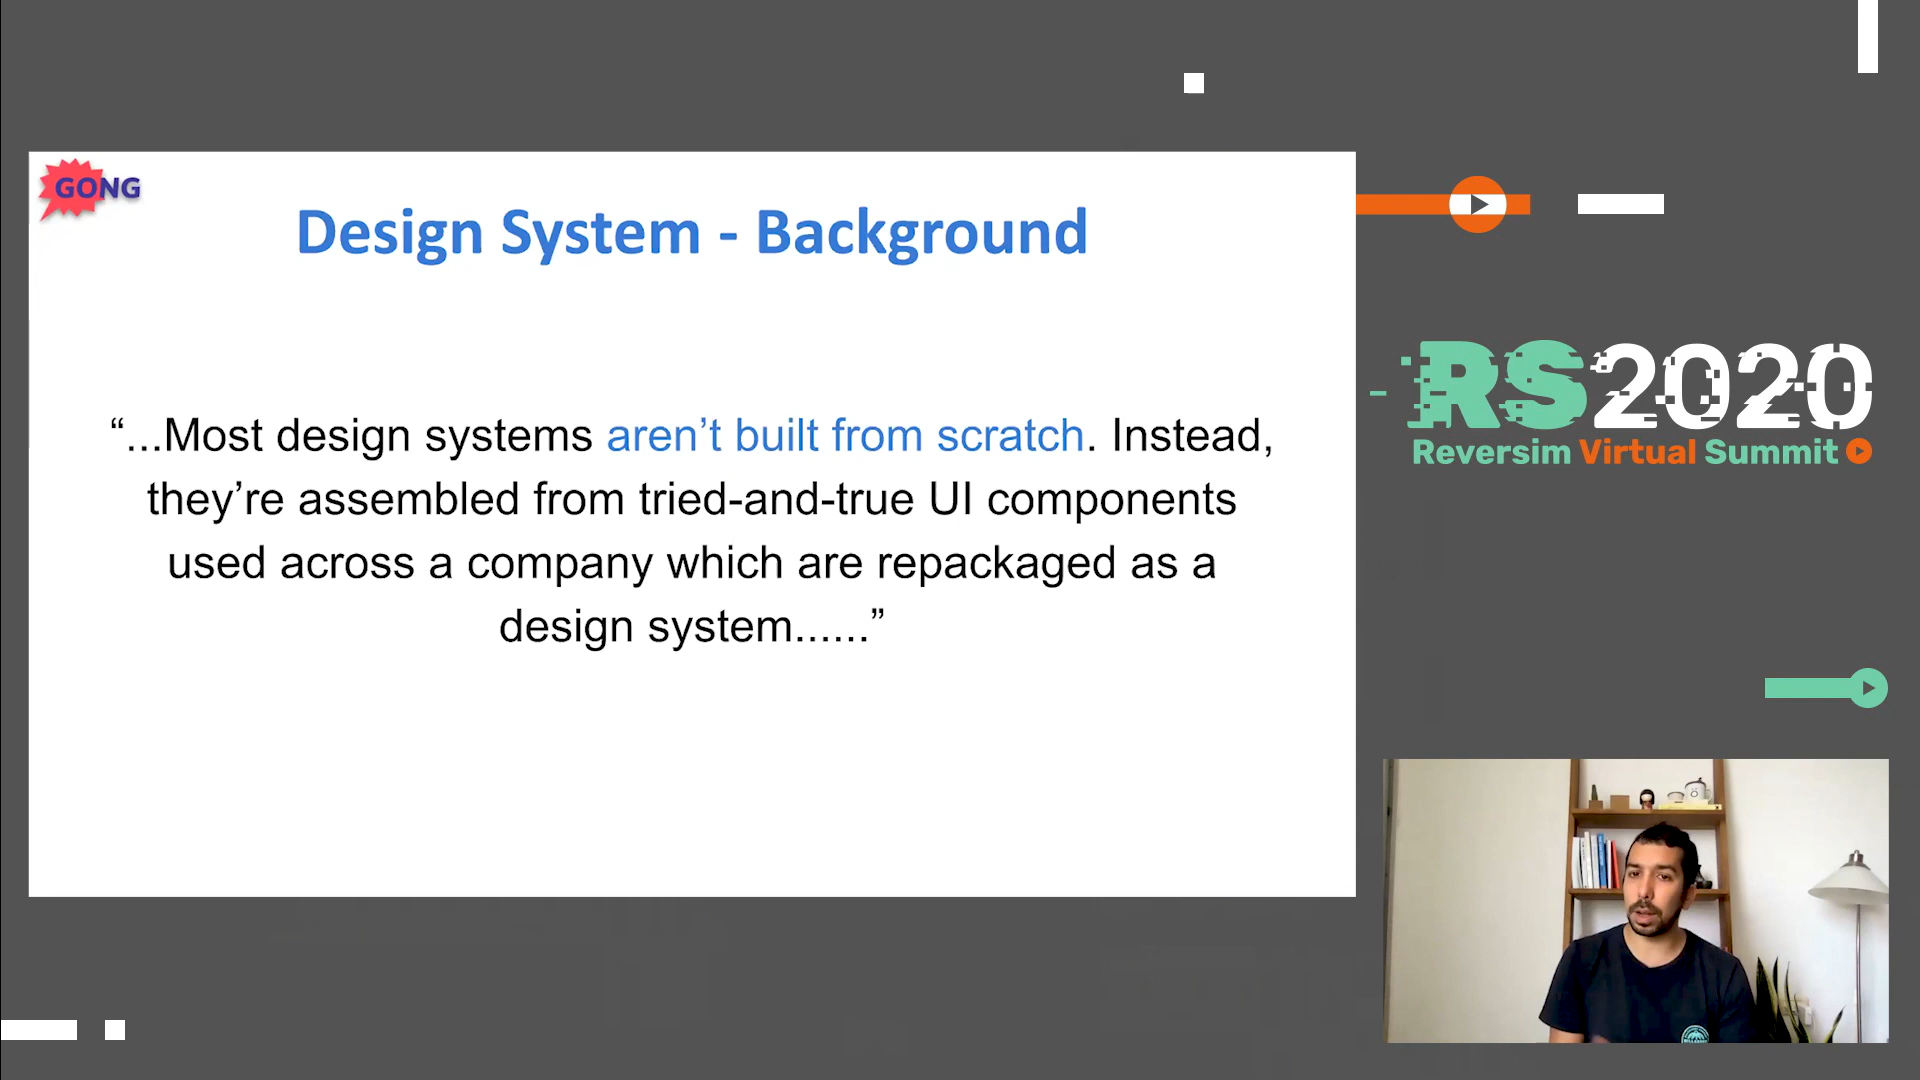 GONG
Design System - Background
“...Most design systems aren’t built from scratch. Instead,
they’re assembled from tried-and-true UI components
used across a company which are repackaged as a
design system......”
RS2020
Reversim Virtual Summit